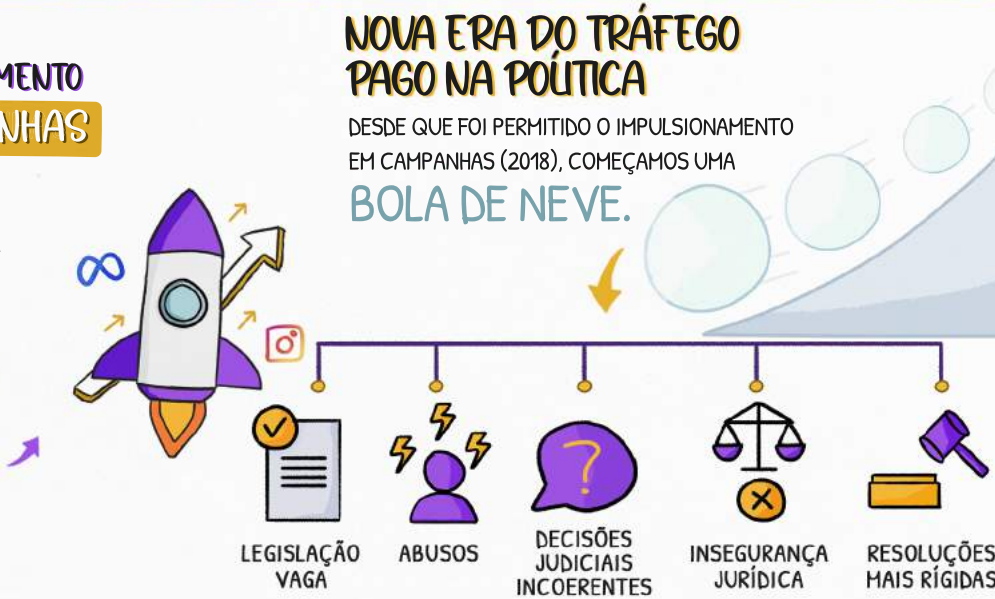 MENTO
NHAS
NOVA ERA DO TRÁFEGO
PAGO NA POLÍTICA
DESDE QUE FOI PERMITIDO O IMPULSIONAMENTO
EM CAMPANHAS (2018), COMEÇAMOS UMA
BOLA DE NEVE.
LEGISLAÇÃO
VAGA
ABUSOS
DECISÕES
JUDICIAIS
INCOERENTES
INSEGURANÇA
JURÍDICA
RESOLUÇÕES
MAIS RÍGIDAS